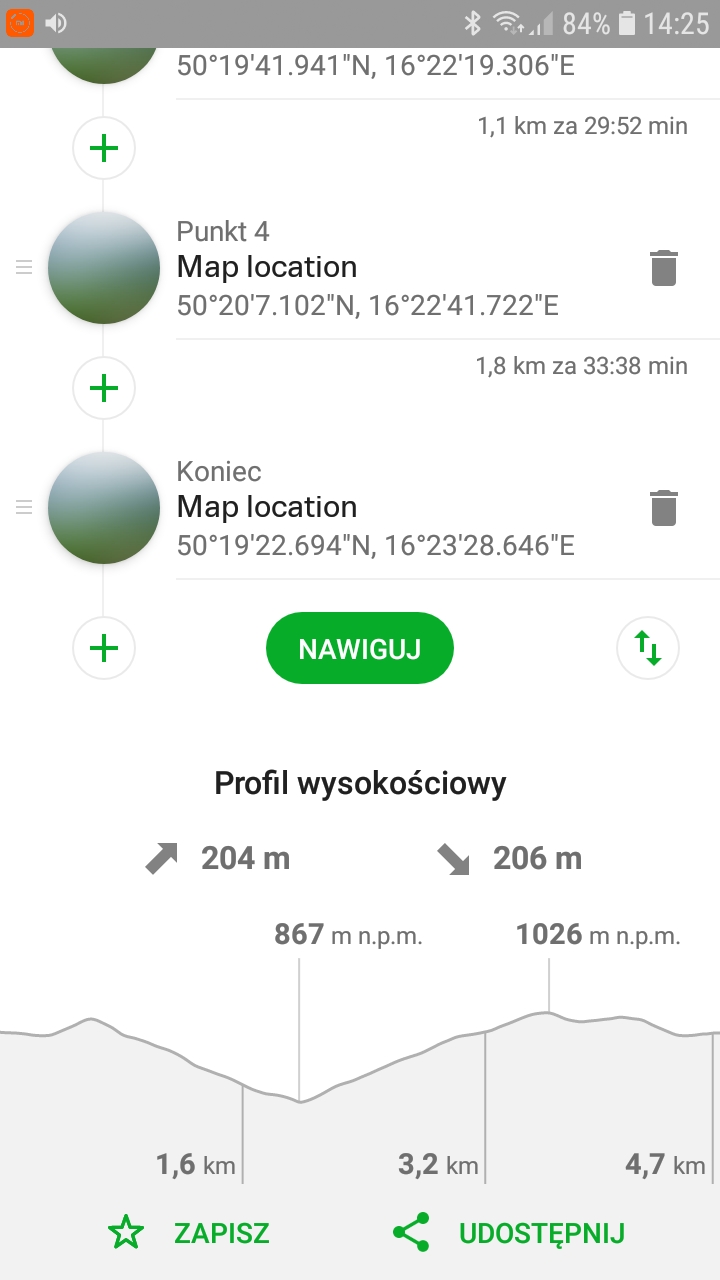 84% 14:25
50°19'41.941"N, 16°22'19.306"E
1,1 km za 29:52 min
Punkt 4
Map location
50°20'7.102"N, 16°22'41.722"E
1,8 km za 33:38 min
Koniec
Map location
50°19'22.694"N, 16°23'28.646"E
NAWIGUJ
Profil wysokościowy
204 m 206 m
867 m n.p.m. 1026 m n.p.m.
1,6 km 3,2 km 4,7 km
ZAPISZ UDOSTĘPNIJ